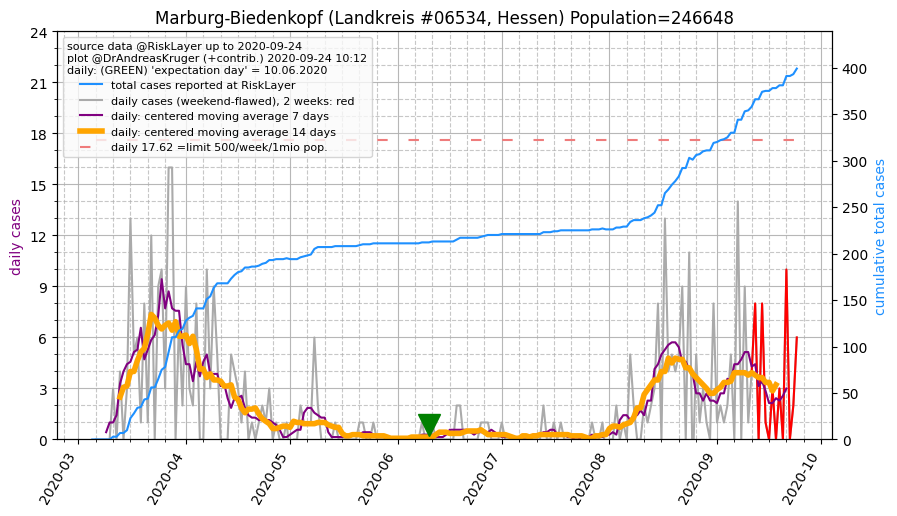 Marburg-Biedenkopf (Landkreis #06534, Hessen) Population=246648
source data @RiskLayer up to 2020-09-24
plot @DrAndreasKruger (+contrib.) 2020-09-24 10:12
daily: (GREEN) 'expectation day' = 10.06.2020
total cases reported at RiskLayer
daily cases (weekend-flawed), 2 weeks: red
daily: centered moving average 7 days
daily: centered moving average 14 days
daily 17.62 =limit 500/week/1mio pop.
daily cases
24
21
18
15
12
9
6
3
0
cumulative total cases
400
350
300
250
200
150
100
50
0
2020-03
2020-04
2020-05
2020-06
2020-07
2020-08
2020-09
2020-10